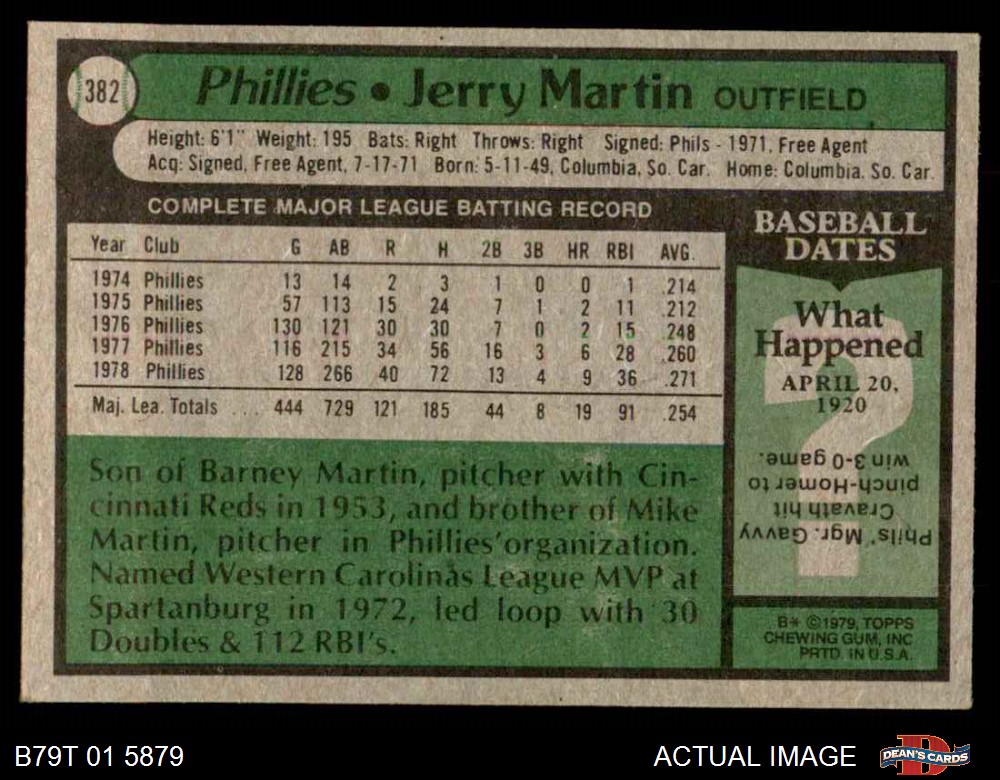 382
Phillies • Jerry Martin OUTFIELD
Height: 6'1" Weight: 195 Bats: Right Throws: Right Signed: Phils - 1971, Free Agent
Acq: Signed, Free Agent, 7-17-71 Born: 5-11-49, Columbia, So. Car. Home: Columbia, So. Car.
COMPLETE MAJOR LEAGUE BATTING RECORD
Year Club G AB R H 2B 3B HR RBI AVG.
1974 Phillies 13 14 2 3 1 0 0 1 .214
1975 Phillies 57 113 15 24 7 1 2 11 .212
1976 Phillies 130 121 30 30 7 0 2 15 .248
1977 Phillies 116 215 34 56 16 3 6 28 .260
1978 Phillies 128 266 40 72 13 4 9 36 .271
Maj. Lea. Totals ... 444 729 121 185 44 8 19 91 .254
Son of Barney Martin, pitcher with Cin-
cinnati Reds in 1953, and brother of Mike
Martin, pitcher in Phillies' organization.
Named Western Carolinas League MVP at
Spartanburg in 1972, led loop with 30
Doubles & 112 RBI's.
BASEBALL
DATES
What
Happened
APRIL 20,
1920
?
Phils' Mgr. Gavvy
Cravath hit
pinch-Homer to
win 3-0 game.
B* ©1979, TOPPS
CHEWING GUM, INC
PRTD. IN U.S.A.
B79T 01 5879
ACTUAL IMAGE
DEAN'S CARDS